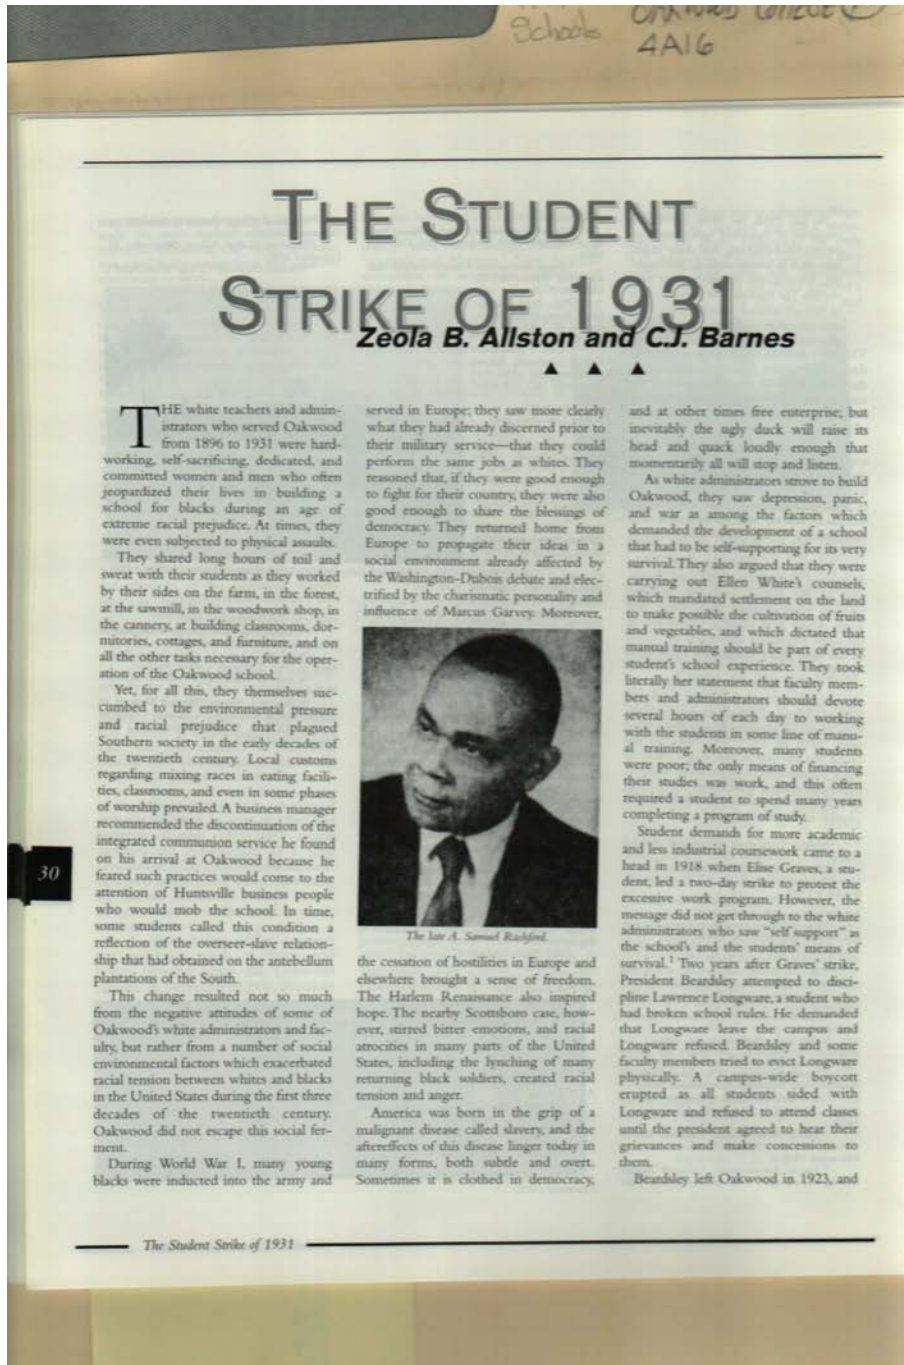 Schools
4A16
THE STUDENT
STRIKE OF 1931
Zeola B. Allston and C.J. Barnes
▲ ▲ ▲
THE white teachers and admin-
istrators who served Oakwood
from 1896 to 1931 were hard-
working, self-sacrificing, dedicated, and
committed women and men who often
jeopardized their lives in building a
school for blacks during an age of
extreme racial prejudice. At times, they
were even subjected to physical assaults.
They shared long hours of toil and
sweat with their students as they worked
by their sides on the farm, in the forest,
at the sawmill, in the woodwork shop, in
the cannery, at building classrooms, dor-
mitories, cottages, and furniture, and on
all the other tasks necessary for the oper-
ation of the Oakwood school.
Yet, for all this, they themselves suc-
cumbed to the environmental pressure
and racial prejudice that plagued
Southern society in the early decades of
the twentieth century. Local customs
regarding mixing races in eating facili-
ties, classrooms, and even in some phases
of worship prevailed. A business manager
recommended the discontinuation of the
integrated communion service he found
on his arrival at Oakwood because he
feared such practices would come to the
attention of Huntsville business people
who would mob the school. In time,
some students called this condition a
reflection of the overseer-slave relation-
ship that had obtained on the antebellum
plantations of the South.
This change resulted not so much
from the negative attitudes of some of
Oakwood's white administrators and fac-
ulty, but rather from a number of social
environmental factors which exacerbated
racial tension between whites and blacks
in the United States during the first three
decades of the twentieth century.
Oakwood did not escape this social fer-
ment.
During World War I, many young
blacks were inducted into the army and
served in Europe; they saw more clearly
what they had already discerned prior to
their military service—that they could
perform the same jobs as whites. They
reasoned that, if they were good enough
to fight for their country, they were also
good enough to share the blessings of
democracy. They returned home from
Europe to propagate their ideas in a
social environment already affected by
the Washington-Dubois debate and elec-
trified by the charismatic personality and
influence of Marcus Garvey. Moreover,
The late A. Samuel Rashford.
the cessation of hostilities in Europe and
elsewhere brought a sense of freedom.
The Harlem Renaissance also inspired
hope. The nearby Scottsboro case, how-
ever, stirred bitter emotions, and racial
atrocities in many parts of the United
States, including the lynching of many
returning black soldiers, created racial
tension and anger.
America was born in the grip of a
malignant disease called slavery, and the
aftereffects of this disease linger today in
many forms, both subtle and overt.
Sometimes it is clothed in democracy,
and at other times free enterprise; but
inevitably the ugly duck will raise its
head and quack loudly enough that
momentarily all will stop and listen.
As white administrators strove to build
Oakwood, they saw depression, panic,
and war as among the factors which
demanded the development of a school
that had to be self-supporting for its very
survival. They also argued that they were
carrying out Ellen White's counsels,
which mandated settlement on the land
to make possible the cultivation of fruits
and vegetables, and which dictated that
manual training should be part of every
student's school experience. They took
literally her statement that faculty mem-
bers and administrators should devote
several hours of each day to working
with the students in some line of manu-
al training. Moreover, many students
were poor; the only means of financing
their studies was work, and this often
required a student to spend many years
completing a program of study.
Student demands for more academic
and less industrial coursework came to a
head in 1918 when Elise Graves, a stu-
dent, led a two-day strike to protest the
excessive work program. However, the
message did not get through to the white
administrators who saw "self support" as
the school's and the students' means of
survival.¹ Two years after Graves' strike,
President Beardsley attempted to disci-
pline Lawrence Longware, a student who
had broken school rules. He demanded
that Longware leave the campus and
Longware refused. Beardsley and some
faculty members tried to evict Longware
physically. A campus-wide boycott
erupted as all students sided with
Longware and refused to attend classes
until the president agreed to hear their
grievances and make concessions to
them.
Beardsley left Oakwood in 1923, and
30
The Student Strike of 1931